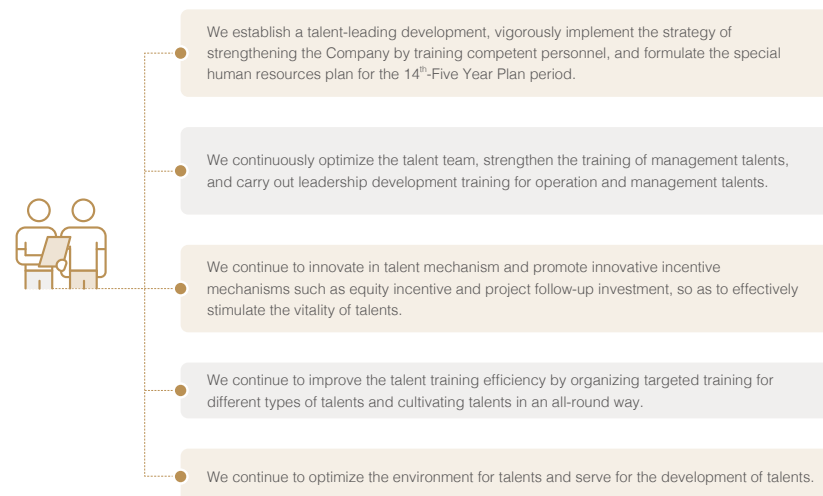 We establish a talent-leading development, vigorously implement the strategy of
strengthening the Company by training competent personnel, and formulate the special
human resources plan for the 14th-Five Year Plan period.
We continuously optimize the talent team, strengthen the training of management talents,
and carry out leadership development training for operation and management talents.
We continue to innovate in talent mechanism and promote innovative incentive
mechanisms such as equity incentive and project follow-up investment, so as to effectively
stimulate the vitality of talents.
We continue to improve the talent training efficiency by organizing targeted training for
different types of talents and cultivating talents in an all-round way.
We continue to optimize the environment for talents and serve for the development of talents.